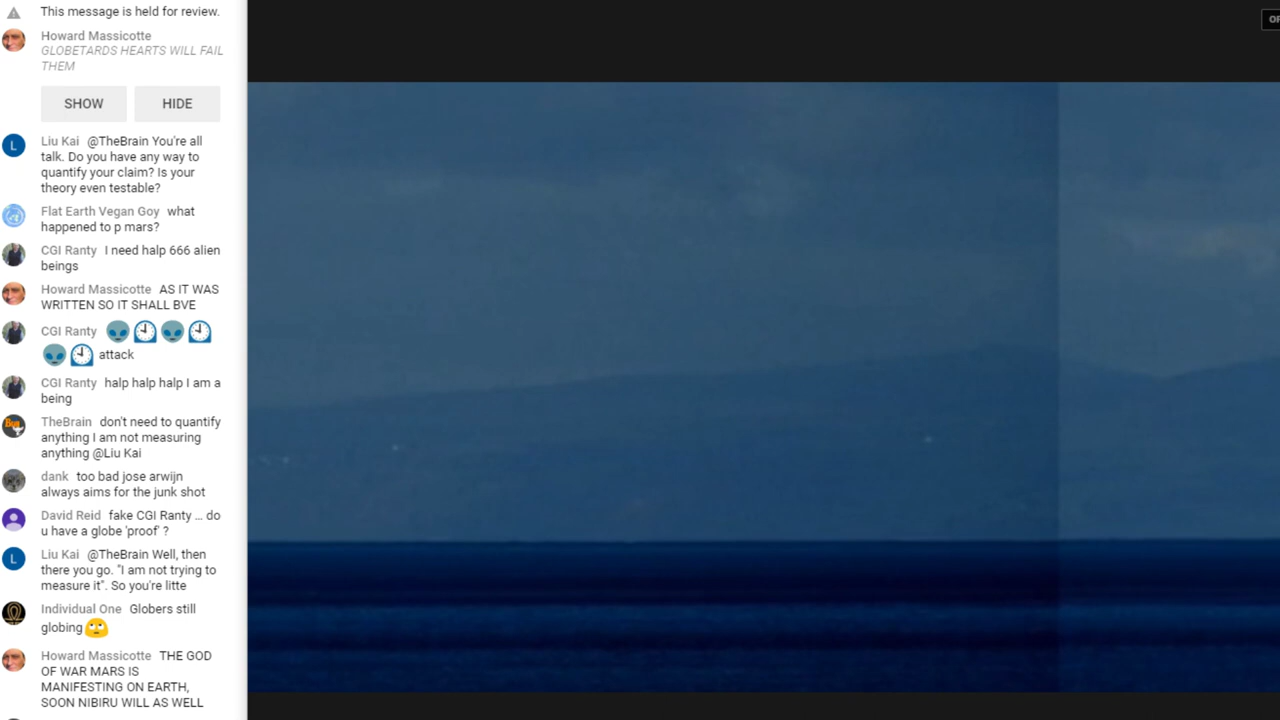 This message is held for review.
Howard Massicotte
GLOBETARDS HEARTS WILL FAIL
THEM
SHOW HIDE
Liu Kai @TheBrain You're all
talk. Do you have any way to
quantify your claim? Is your
theory even testable?
Flat Earth Vegan Goy what
happened to p mars?
CGI Ranty I need halp 666 alien
beings
Howard Massicotte AS IT WAS
WRITTEN SO IT SHALL BVE
CGI Ranty 👽🕘👽🕘
👽🕘 attack
CGI Ranty halp halp halp I am a
being
TheBrain don't need to quantify
anything I am not measuring
anything @Liu Kai
dank too bad jose arwijn
always aims for the junk shot
David Reid fake CGI Ranty ... do
u have a globe 'proof' ?
Liu Kai @TheBrain Well, then
there you go. "I am not trying to
measure it". So you're litte
Individual One Globers still
globing🙄
Howard Massicotte THE GOD
OF WAR MARS IS
MANIFESTING ON EARTH,
SOON NIBIRU WILL AS WELL